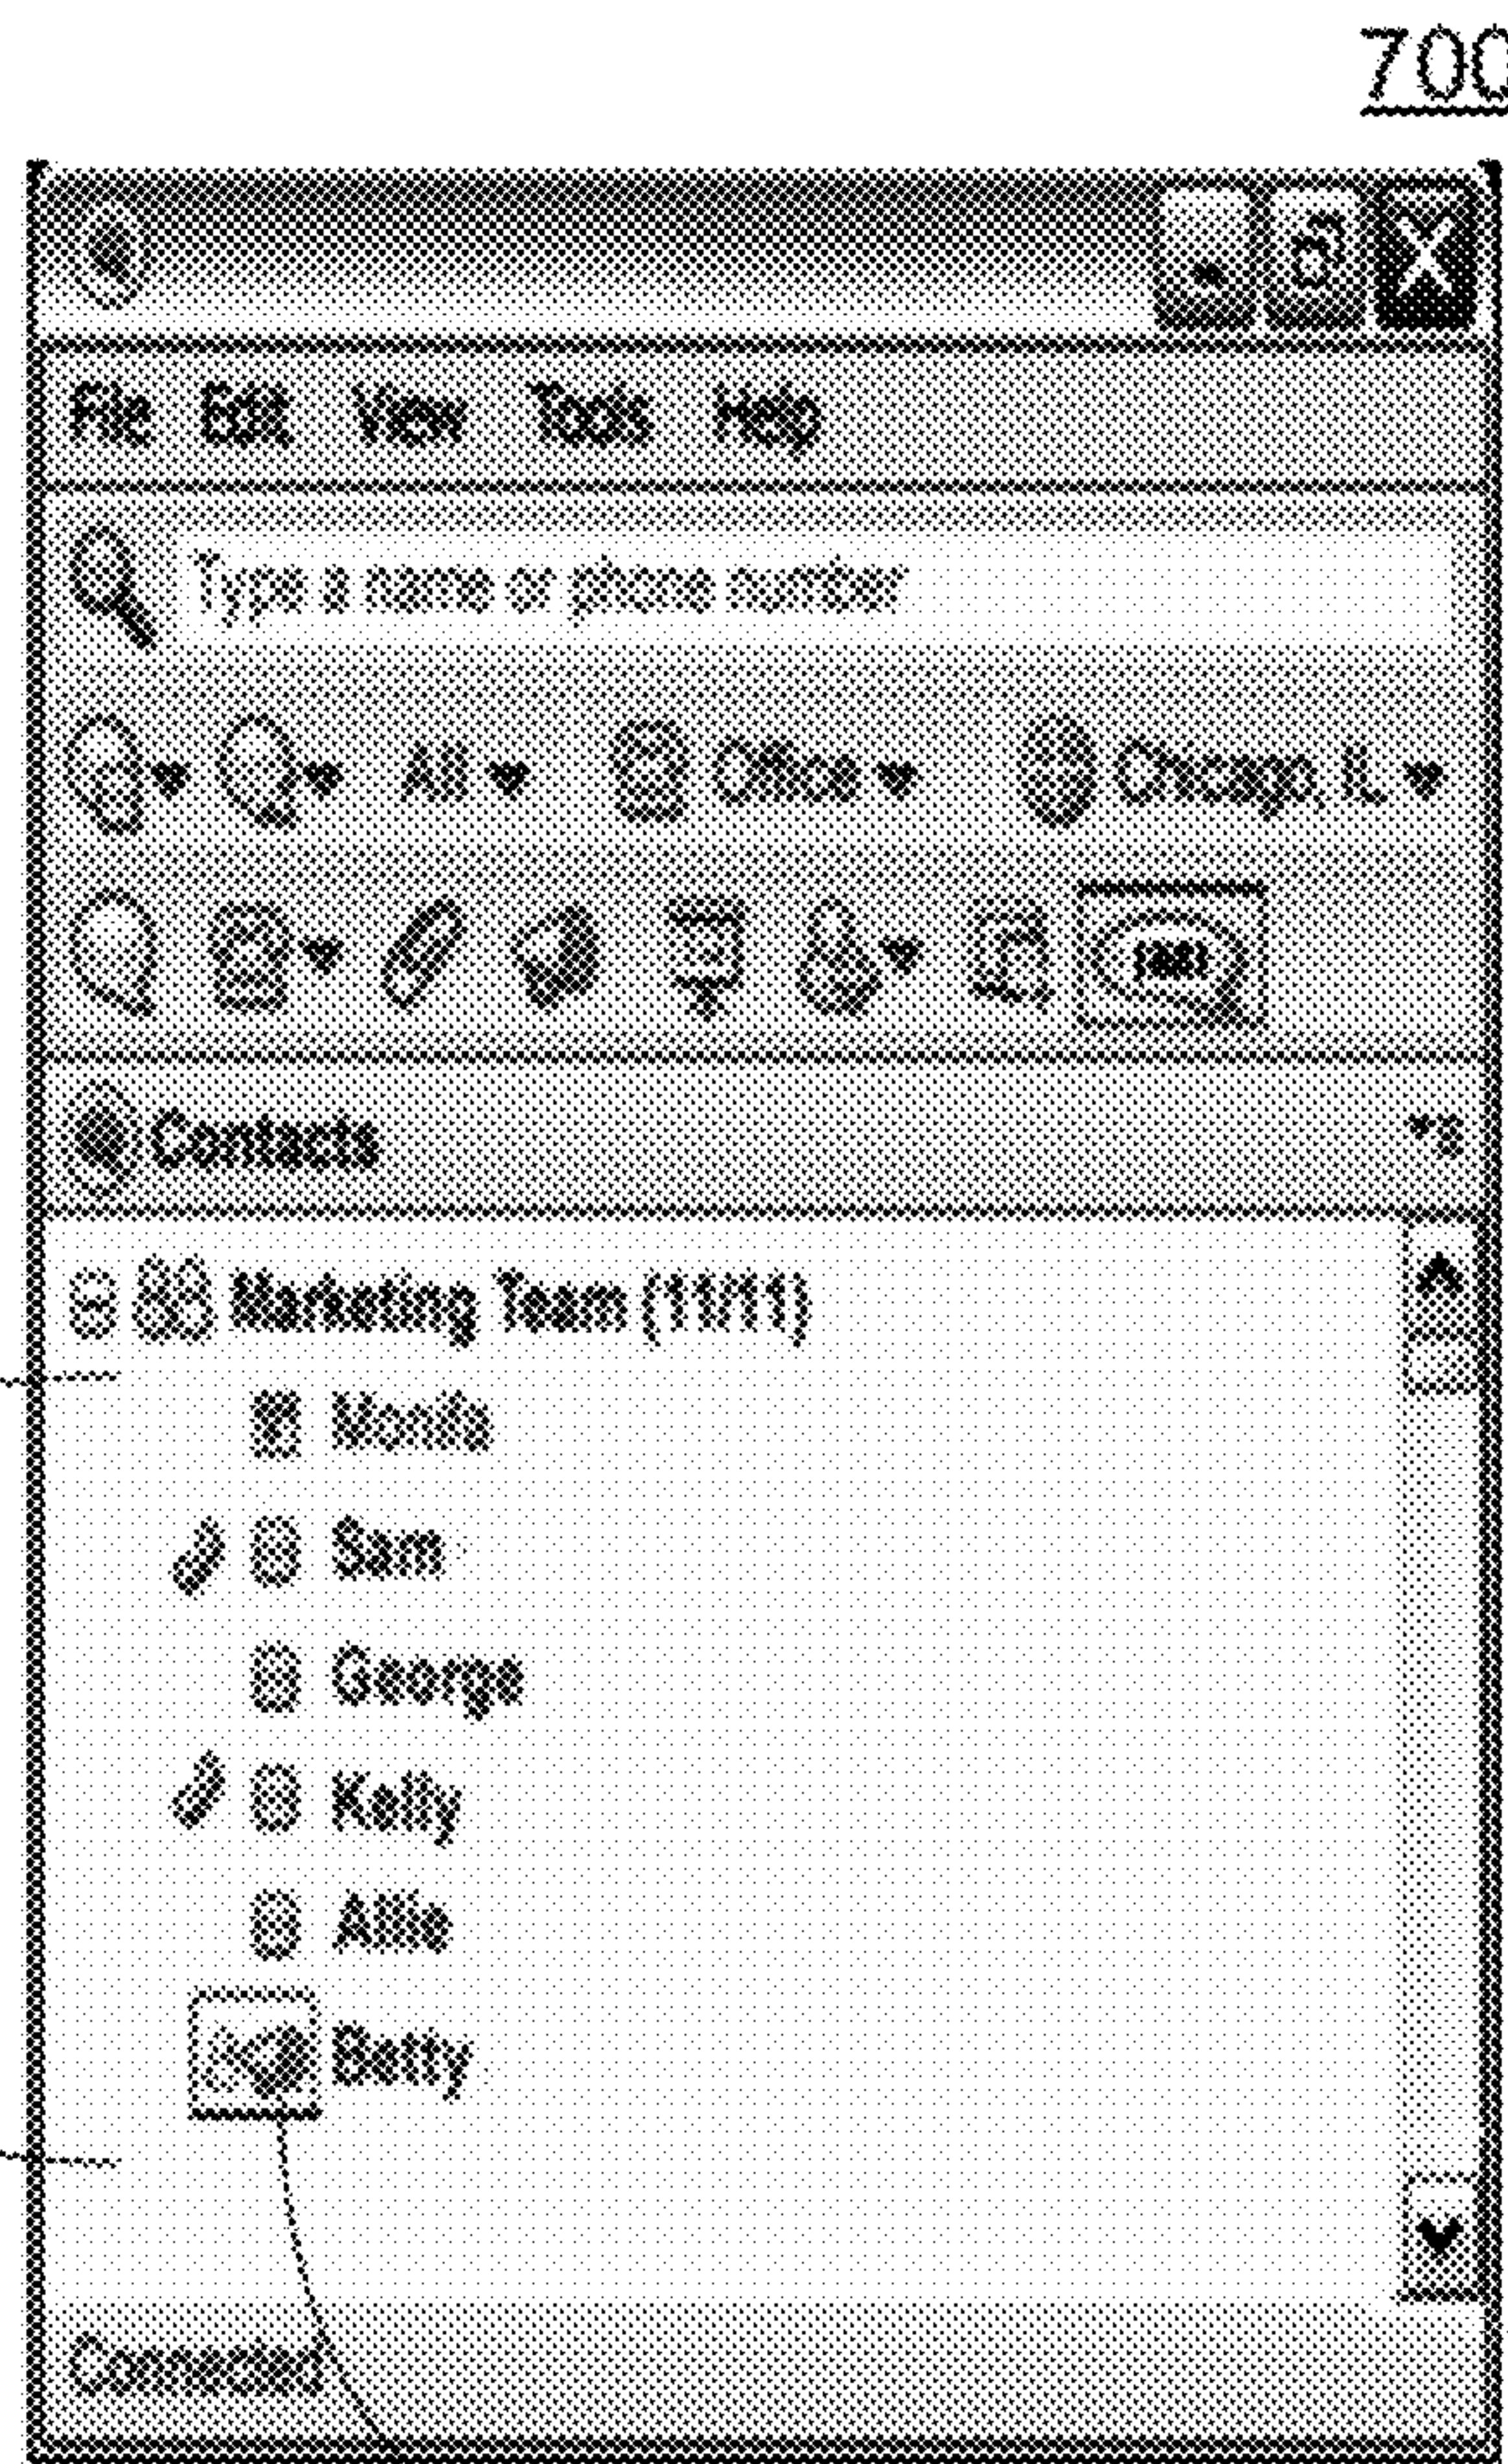 700
File Edit View Tools Help
Type a name or phone number
All Office Chicago, IL
Contacts
Marketing Team (11/11)
Monifa
Sam
George
Kelly
Allie
Betty
Connected